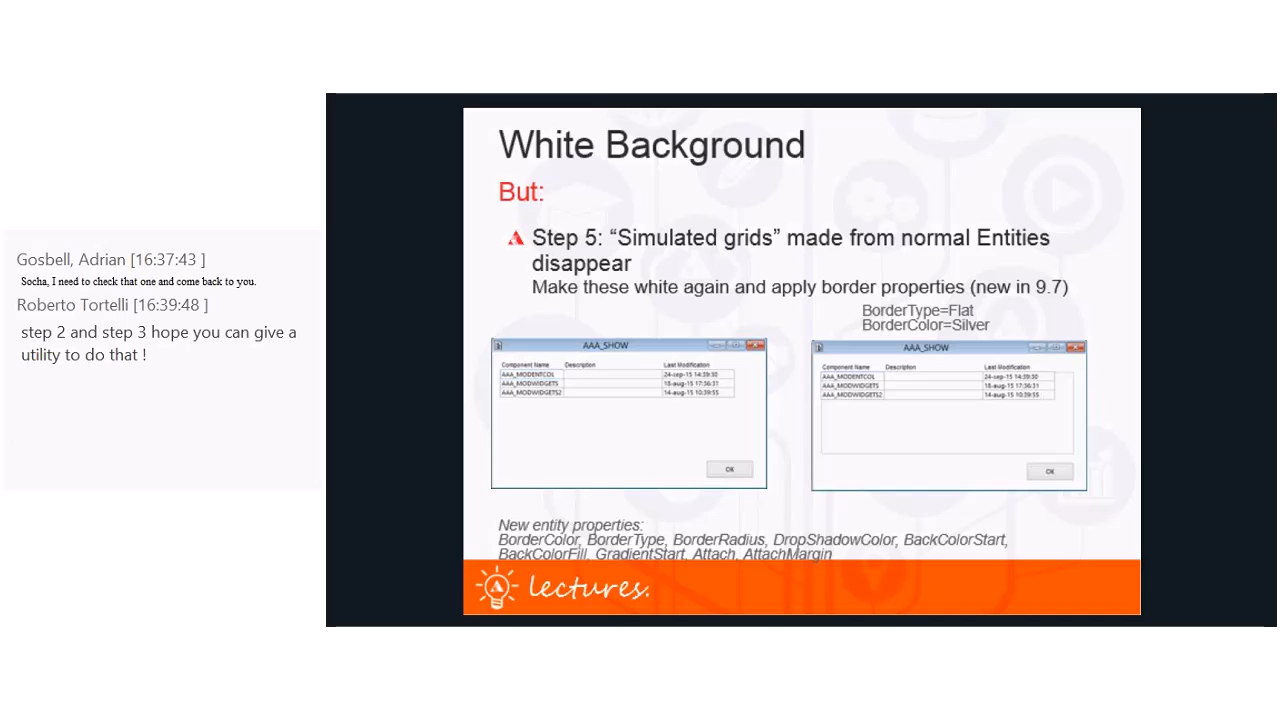 Gosbell, Adrian [16:37:43 ]
Socha, I need to check that one and come back to you.
Roberto Tortelli [16:39:48 ]
step 2 and step 3 hope you can give a
utility to do that !
White Background
But:
Step 5: “Simulated grids” made from normal Entities
disappear
Make these white again and apply border properties (new in 9.7)
BorderType=Flat
BorderColor=Silver
AAA_SHOW
Component Name Description Last Modification
AAA_MODENTCOL 24-sep-15 14:39:30
AAA_MODWIDGETS 18-aug-15 17:36:31
AAA_MODWIDGETS2 14-aug-15 10:39:55
OK
AAA_SHOW
Component Name Description Last Modification
AAA_MODENTCOL 24-sep-15 14:39:30
AAA_MODWIDGETS 18-aug-15 17:36:31
AAA_MODWIDGETS2 14-aug-15 10:39:55
OK
New entity properties:
BorderColor, BorderType, BorderRadius, DropShadowColor, BackColorStart,
BackColorFill, GradientStart, Attach, AttachMargin
lectures.